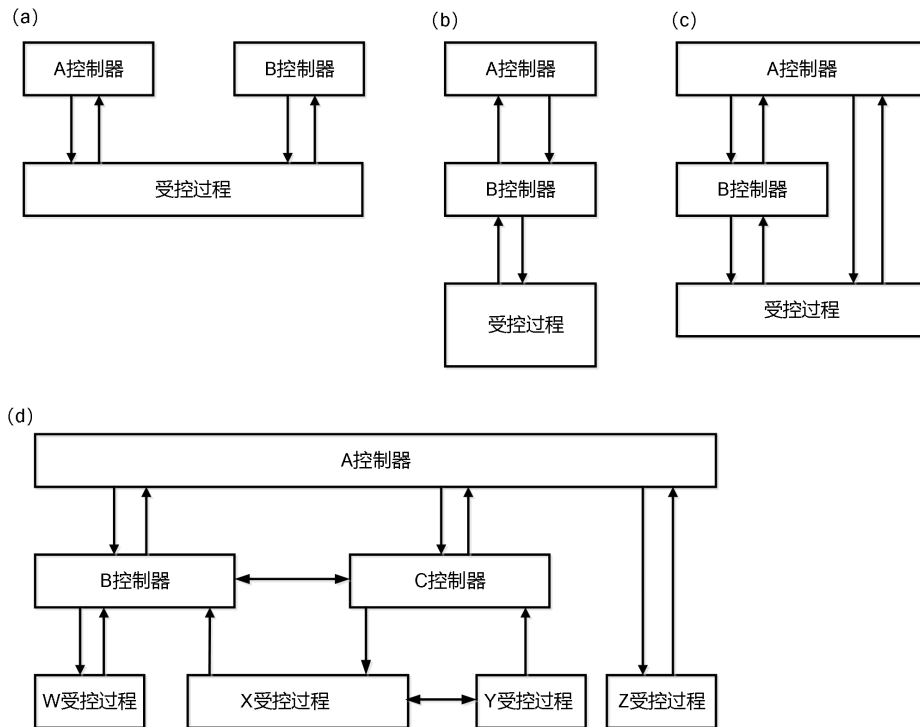 (a)
A控制器
B控制器
受控过程
(b)
A控制器
B控制器
受控过程
(c)
A控制器
B控制器
受控过程
(d)
A控制器
B控制器
C控制器
W受控过程
X受控过程
Y受控过程
Z受控过程